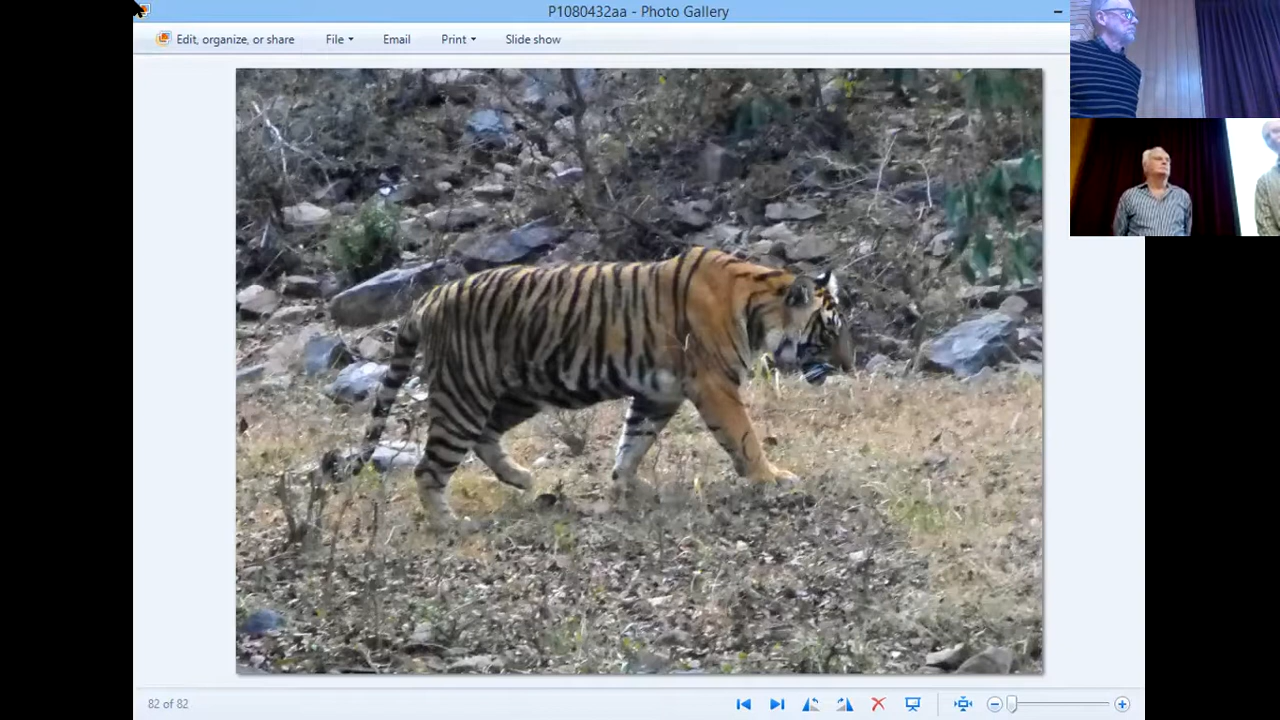 P1080432aa - Photo Gallery
Edit, organize, or share File Email Print Slide show
82 of 82